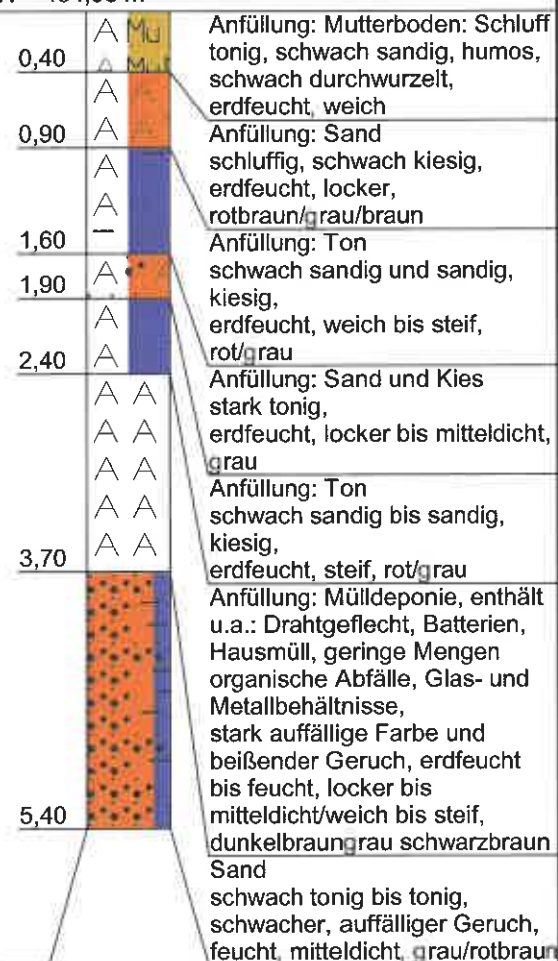 0,40
0,90
1,60
1,90
2,40
3,70
5,40
A Mu
A
A
A
A
A
A
A
A
A A
A A
A A
A A
A A
Anfüllung: Mutterboden: Schluff
tonig, schwach sandig, humos,
schwach durchwurzelt,
erdfeucht, weich
Anfüllung: Sand
schluffig, schwach kiesig,
erdfeucht, locker,
rotbraun/grau/braun
Anfüllung: Ton
schwach sandig und sandig,
kiesig,
erdfeucht, weich bis steif,
rot/grau
Anfüllung: Sand und Kies
stark tonig,
erdfeucht, locker bis mitteldicht,
grau
Anfüllung: Ton
schwach sandig bis sandig,
kiesig,
erdfeucht, steif, rot/grau
Anfüllung: Mülldeponie, enthält
u.a.: Drahtgeflecht, Batterien,
Hausmüll, geringe Mengen
organische Abfälle, Glas- und
Metallbehältnisse,
stark auffällige Farbe und
beißender Geruch, erdfeucht
bis feucht, locker bis
mitteldicht/weich bis steif,
dunkelbraungrau schwarzbraun
Sand
schwach tonig bis tonig,
schwacher, auffälliger Geruch,
feucht, mitteldicht, grau/rotbraun